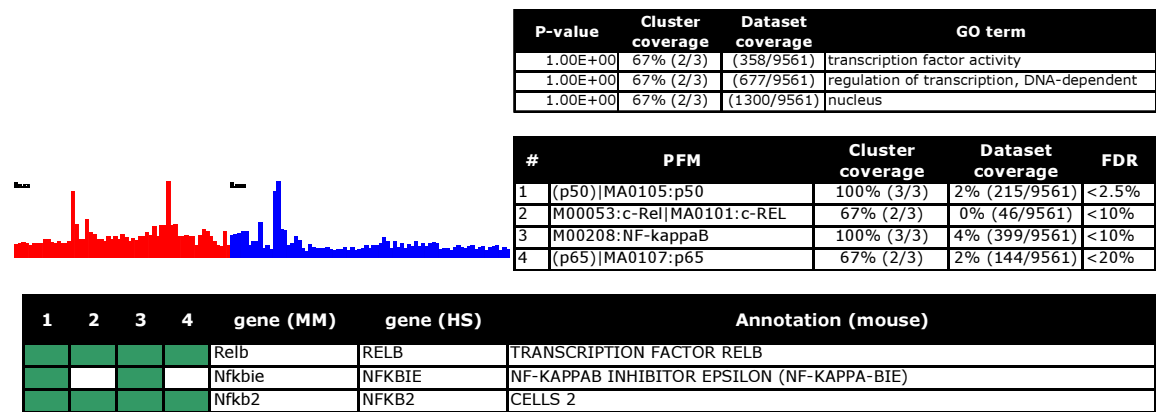 P-value Cluster coverage Dataset coverage GO term
1.00E+00 67% (2/3) (358/9561) transcription factor activity
1.00E+00 67% (2/3) (677/9561) regulation of transcription, DNA-dependent
1.00E+00 67% (2/3) (1300/9561) nucleus
# PFM Cluster coverage Dataset coverage FDR
1 (p50)|MA0105:p50 100% (3/3) 2% (215/9561) <2.5%
2 M00053:c-Rel|MA0101:c-REL 67% (2/3) 0% (46/9561) <10%
3 M00208:NF-kappaB 100% (3/3) 4% (399/9561) <10%
4 (p65)|MA0107:p65 67% (2/3) 2% (144/9561) <20%
1 2 3 4 gene (MM) gene (HS) Annotation (mouse)
Relb RELB TRANSCRIPTION FACTOR RELB
Nfkbie NFKBIE NF-KAPPAB INHIBITOR EPSILON (NF-KAPPA-BIE)
Nfkb2 NFKB2 CELLS 2